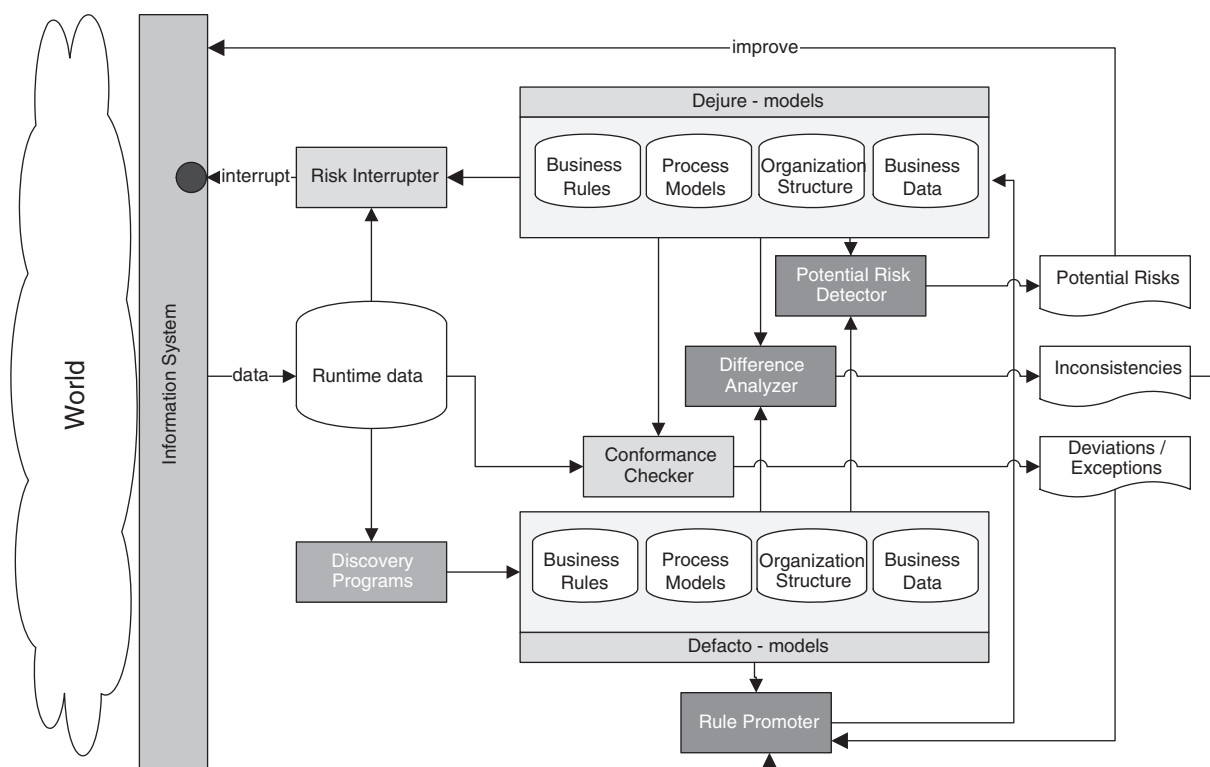 improve
Dejure - models
Business
Rules
Process
Models
Organization
Structure
Business
Data
interrupt
Risk Interrupter
Potential Risk
Detector
Potential Risks
World
Information System
data
Runtime data
Difference
Analyzer
Inconsistencies
Conformance
Checker
Deviations /
Exceptions
Discovery
Programs
Business
Rules
Process
Models
Organization
Structure
Business
Data
Defacto - models
Rule Promoter